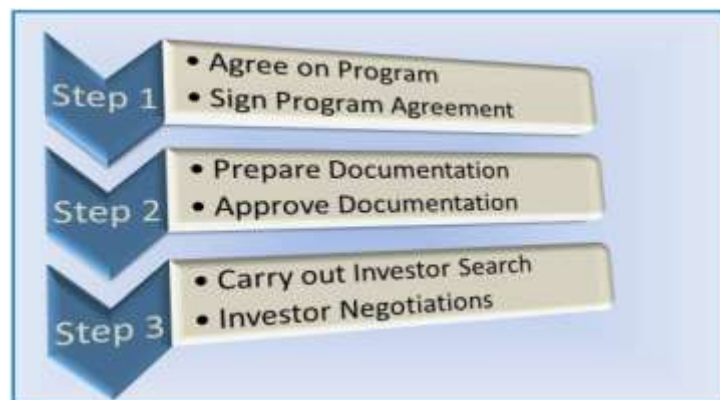 Step 1
• Agree on Program
• Sign Program Agreement
Step 2
• Prepare Documentation
• Approve Documentation
Step 3
• Carry out Investor Search
• Investor Negotiations